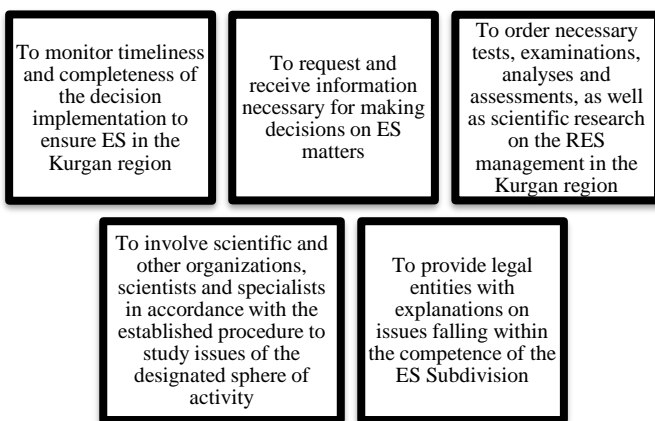 To monitor timeliness
and completeness of
the decision
implementation to
ensure ES in the
Kurgan region
To request and
receive information
necessary for making
decisions on ES
matters
To order necessary
tests, examinations,
analyses and
assessments, as well
as scientific research
on the RES
management in the
Kurgan region
To involve scientific and
other organizations,
scientists and specialists
in accordance with the
established procedure to
study issues of the
designated sphere of
activity
To provide legal
entities with
explanations on
issues falling within
the competence of the
ES Subdivision